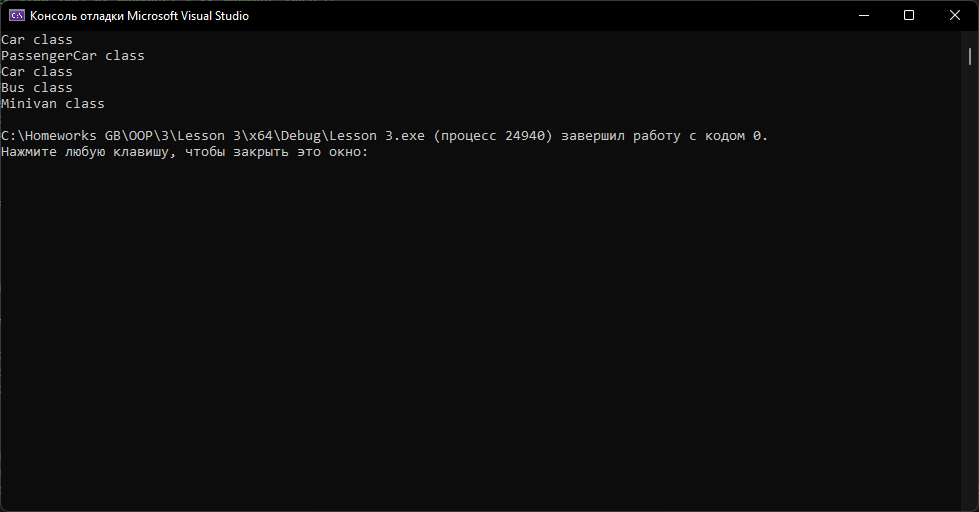 Консоль отладки Microsoft Visual Studio
Car class
PassengerCar class
Car class
Bus class
Minivan class
C:\Homeworks GB\OOP\3\Lesson 3\x64\Debug\Lesson 3.exe (процесс 24940) завершил работу с кодом 0.
Нажмите любую клавишу, чтобы закрыть это окно: